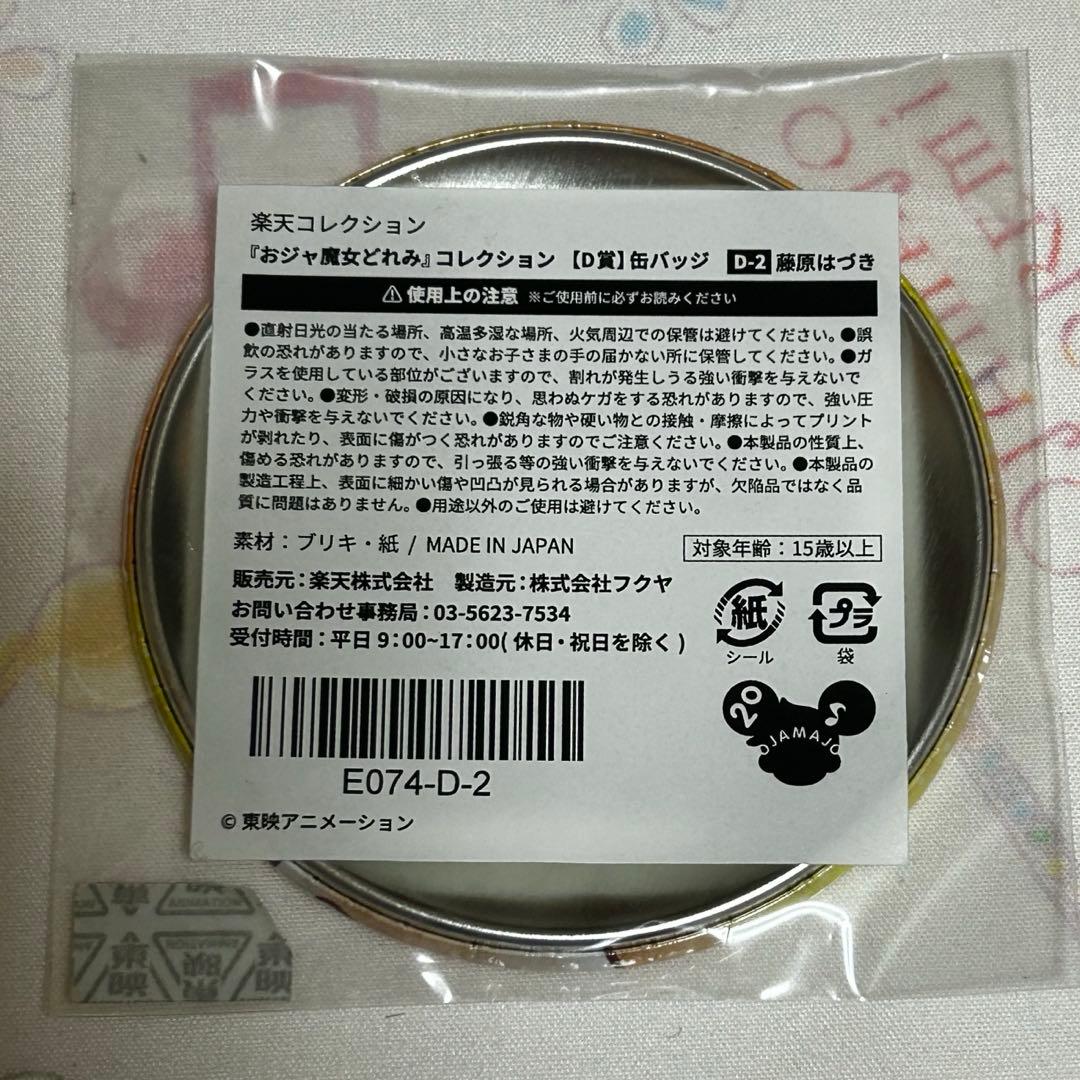 楽天コレクション
『おジャ魔女どれみ』コレクション 【D賞】缶バッジ D-2 藤原はづき
⚠ 使用上の注意 ※ご使用前に必ずお読みください
●直射日光の当たる場所、高温多湿な場所、火気周辺での保管は避けてください。●誤
飲の恐れがありますので、小さなお子さまの手の届かない所に保管してください。●ガ
ラスを使用している部位がございますので、割れが発生しうる強い衝撃を与えないで
ください。●変形・破損の原因になり、思わぬケガをする恐れがありますので、強い圧
力や衝撃を与えないでください。●鋭角な物や硬い物との接触・摩擦によってプリント
が剥れたり、表面に傷がつく恐れがありますのでご注意ください。●本製品の性質上、
傷める恐れがありますので、引っ張る等の強い衝撃を与えないでください。●本製品の
製造工程上、表面に細かい傷や凹凸が見られる場合がありますが、欠陥品ではなく品
質に問題はありません。●用途以外のご使用は避けてください。
素材：ブリキ・紙 / MADE IN JAPAN
対象年齢：15歳以上
販売元：楽天株式会社 製造元：株式会社フクヤ
お問い合わせ事務局：03-5623-7534
受付時間：平日 9：00~17：00( 休日・祝日を除く )
紙
シール
プラ
袋
20
OJAMAJO
E074-D-2
© 東映アニメーション
東映
ANIMATION